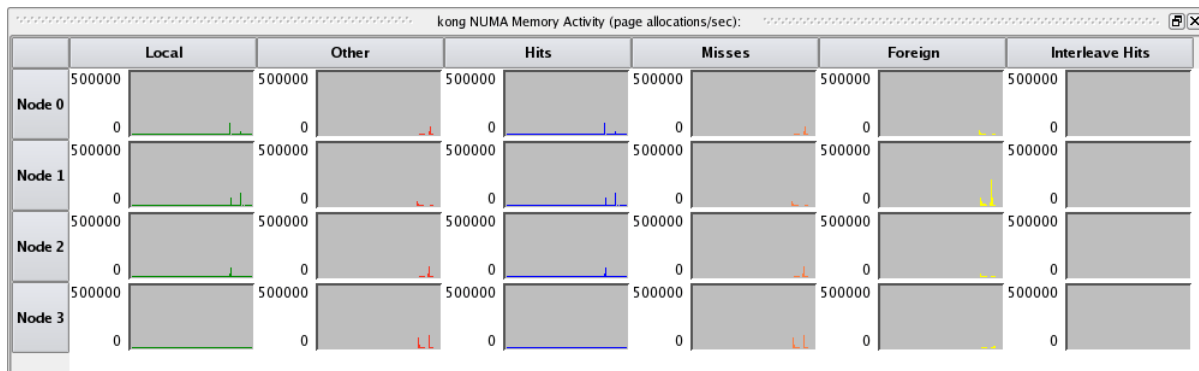 kong NUMA Memory Activity (page allocations/sec):
Local Other Hits Misses Foreign Interleave Hits
Node 0
500000 500000 500000 500000 500000 500000
0 0 0 0 0 0
Node 1
500000 500000 500000 500000 500000 500000
0 0 0 0 0 0
Node 2
500000 500000 500000 500000 500000 500000
0 0 0 0 0 0
Node 3
500000 500000 500000 500000 500000 500000
0 0 0 0 0 0